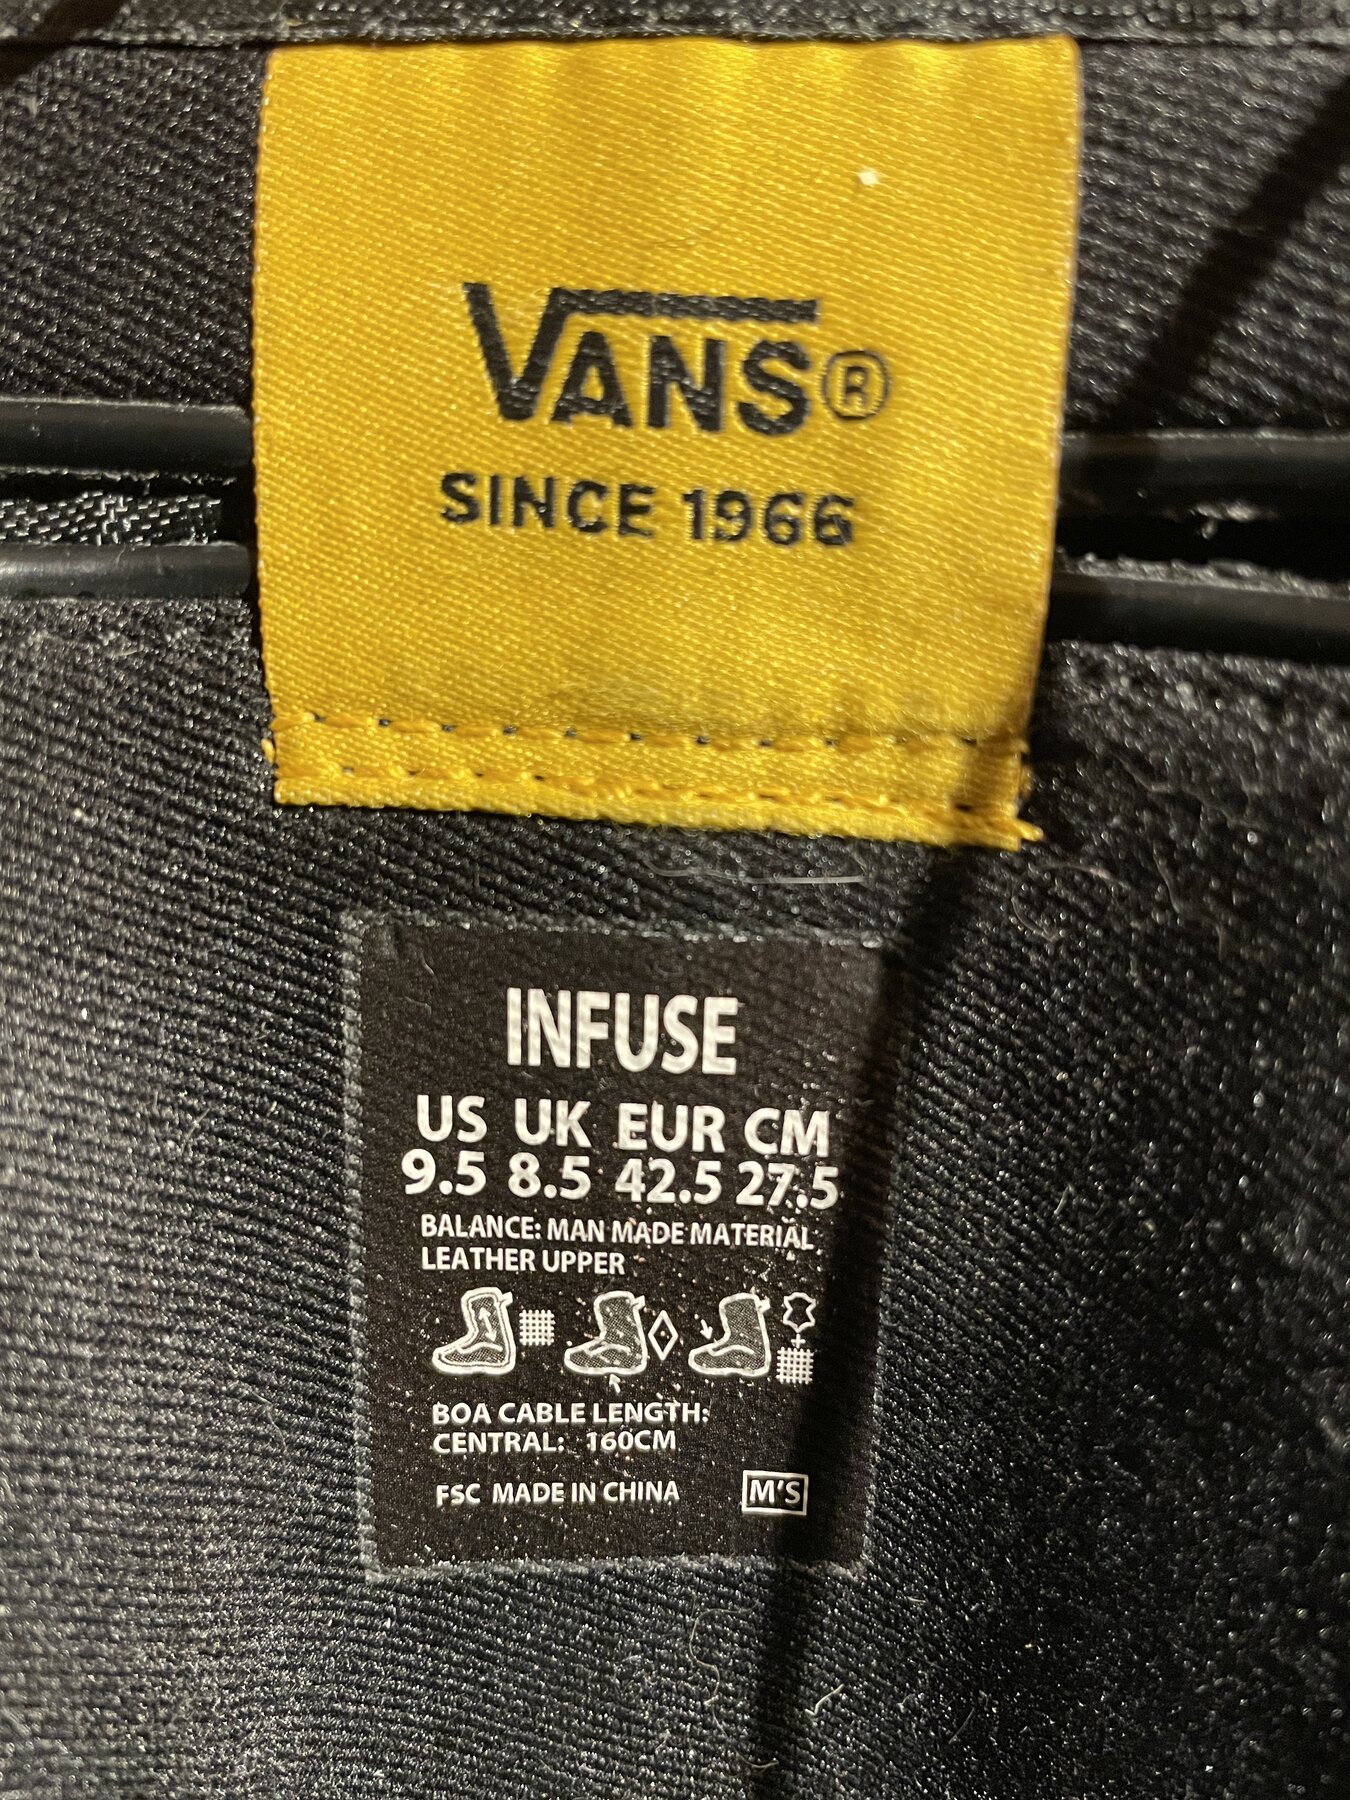 VANS®
SINCE 1966
INFUSE
US UK EUR CM
9.5 8.5 42.5 27.5
BALANCE: MAN MADE MATERIAL
LEATHER UPPER
BOA CABLE LENGTH:
CENTRAL: 160CM
FSC MADE IN CHINA M'S